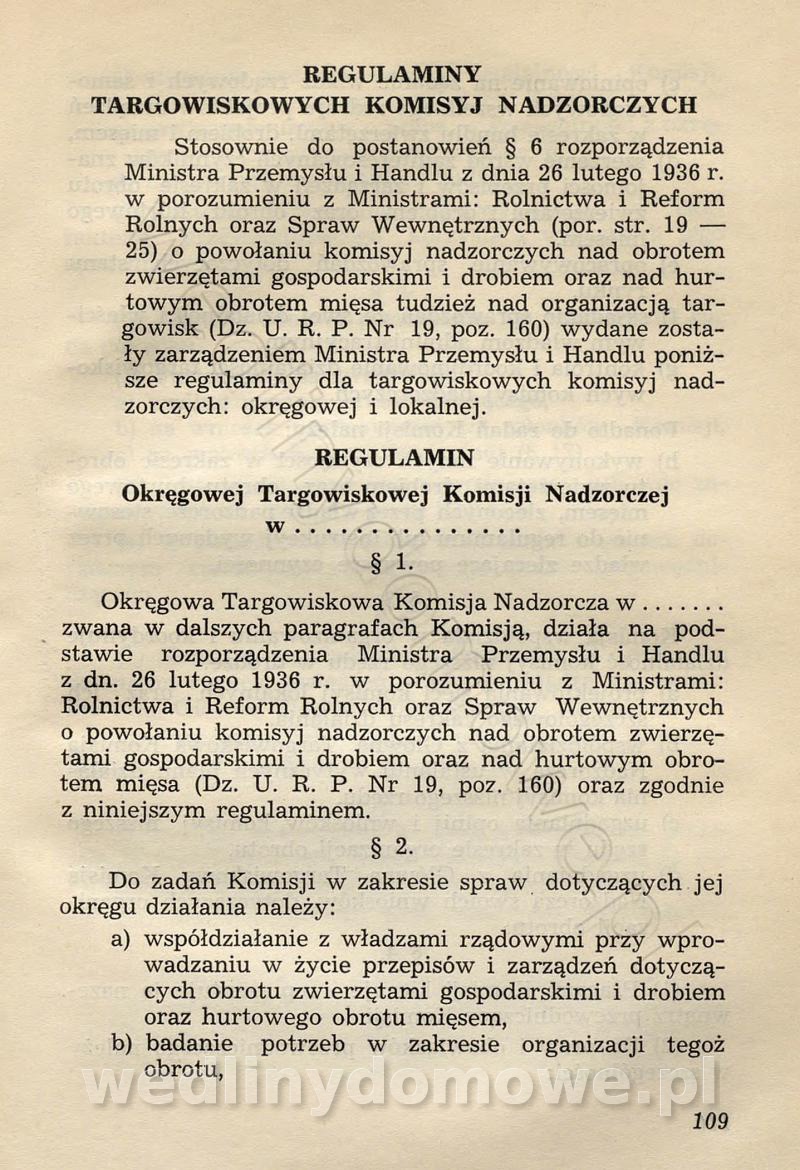 REGULAMINY
TARGOWISKOWYCH KOMISYJ NADZORCZYCH
Stosownie do postanowień § 6 rozporządzenia
Ministra Przemysłu i Handlu z dnia 26 lutego 1936 r.
w porozumieniu z Ministrami: Rolnictwa i Reform
Rolnych oraz Spraw Wewnętrznych (por. str. 19 —
25) o powołaniu komisyj nadzorczych nad obrotem
zwierzętami gospodarskimi i drobiem oraz nad hur-
towym obrotem mięsa tudzież nad organizacją tar-
gowisk (Dz. U. R. P. Nr 19, poz. 160) wydane zosta-
ły zarządzeniem Ministra Przemysłu i Handlu poniż-
sze regulaminy dla targowiskowych komisyj nad-
zorczych: okręgowej i lokalnej.
REGULAMIN
Okręgowej Targowiskowej Komisji Nadzorczej
w . . . . . . . . . . . . . . .
§ 1.
Okręgowa Targowiskowa Komisja Nadzorcza w . . . . . . .
zwana w dalszych paragrafach Komisją, działa na pod-
stawie rozporządzenia Ministra Przemysłu i Handlu
z dn. 26 lutego 1936 r. w porozumieniu z Ministrami:
Rolnictwa i Reform Rolnych oraz Spraw Wewnętrznych
o powołaniu komisyj nadzorczych nad obrotem zwierzę-
tami gospodarskimi i drobiem oraz nad hurtowym obro-
tem mięsa (Dz. U. R. P. Nr 19, poz. 160) oraz zgodnie
z niniejszym regulaminem.
§ 2.
Do zadań Komisji w zakresie spraw dotyczących jej
okręgu działania należy:
a) współdziałanie z władzami rządowymi przy wpro-
wadzaniu w życie przepisów i zarządzeń dotyczą-
cych obrotu zwierzętami gospodarskimi i drobiem
oraz hurtowego obrotu mięsem,
b) badanie potrzeb w zakresie organizacji tegoż
obrotu,
wedlinydomowe.pl
109